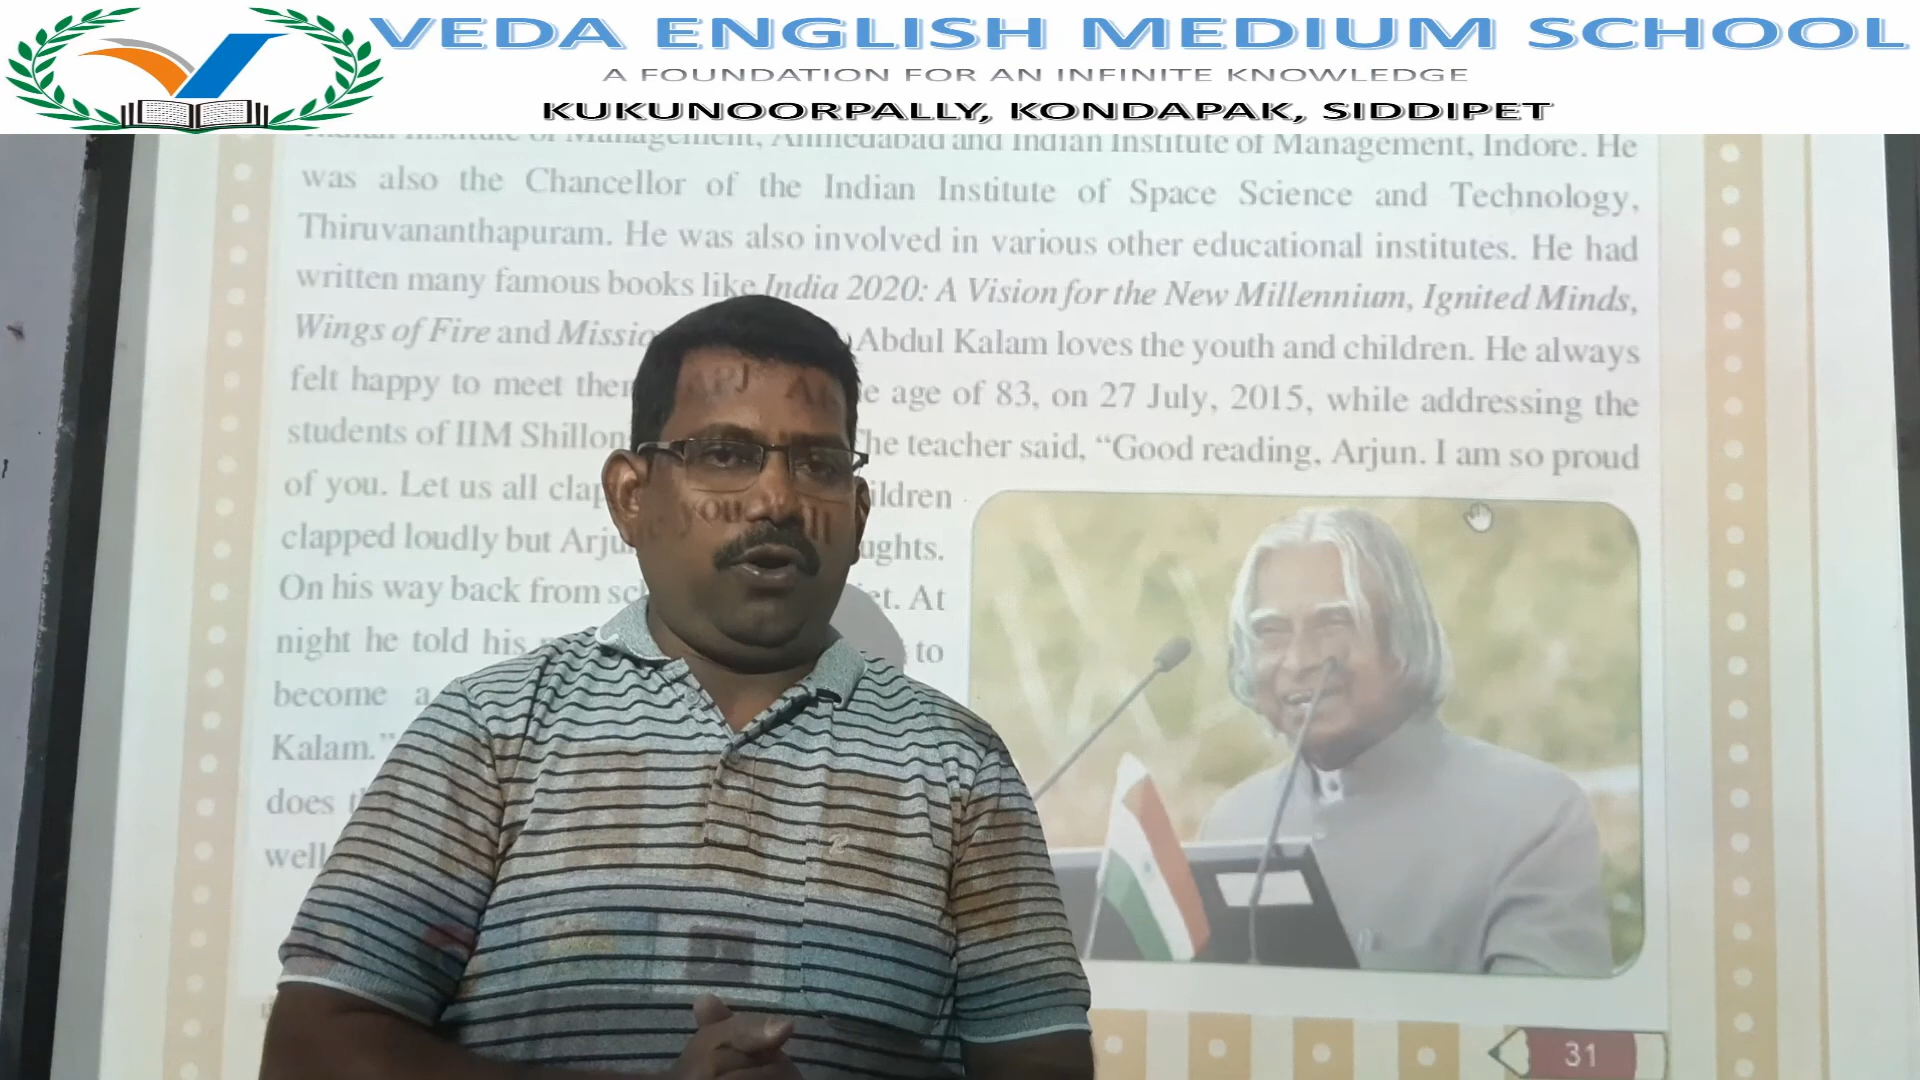 VEDA ENGLISH MEDIUM SCHOOL
A FOUNDATION FOR AN INFINITE KNOWLEDGE
KUKUNOORPALLY, KONDAPAK, SIDDIPET
Indian Institute of Management, Ahmedabad and Indian Institute of Management, Indore. He
was also the Chancellor of the Indian Institute of Space Science and Technology,
Thiruvananthapuram. He was also involved in various other educational institutes. He had
written many famous books like India 2020: A Vision for the New Millennium, Ignited Minds,
Wings of Fire and Abdul Kalam loves the youth and children. He always
felt happy to meet age of 83, on 27 July, 2015, while addressing the
students of IIM teacher said, “Good reading, Arjun. I am so proud
of you. Let us all
clapped loudly but
On his way back from At
night he told his to
become
Kalam.”
does
well
31